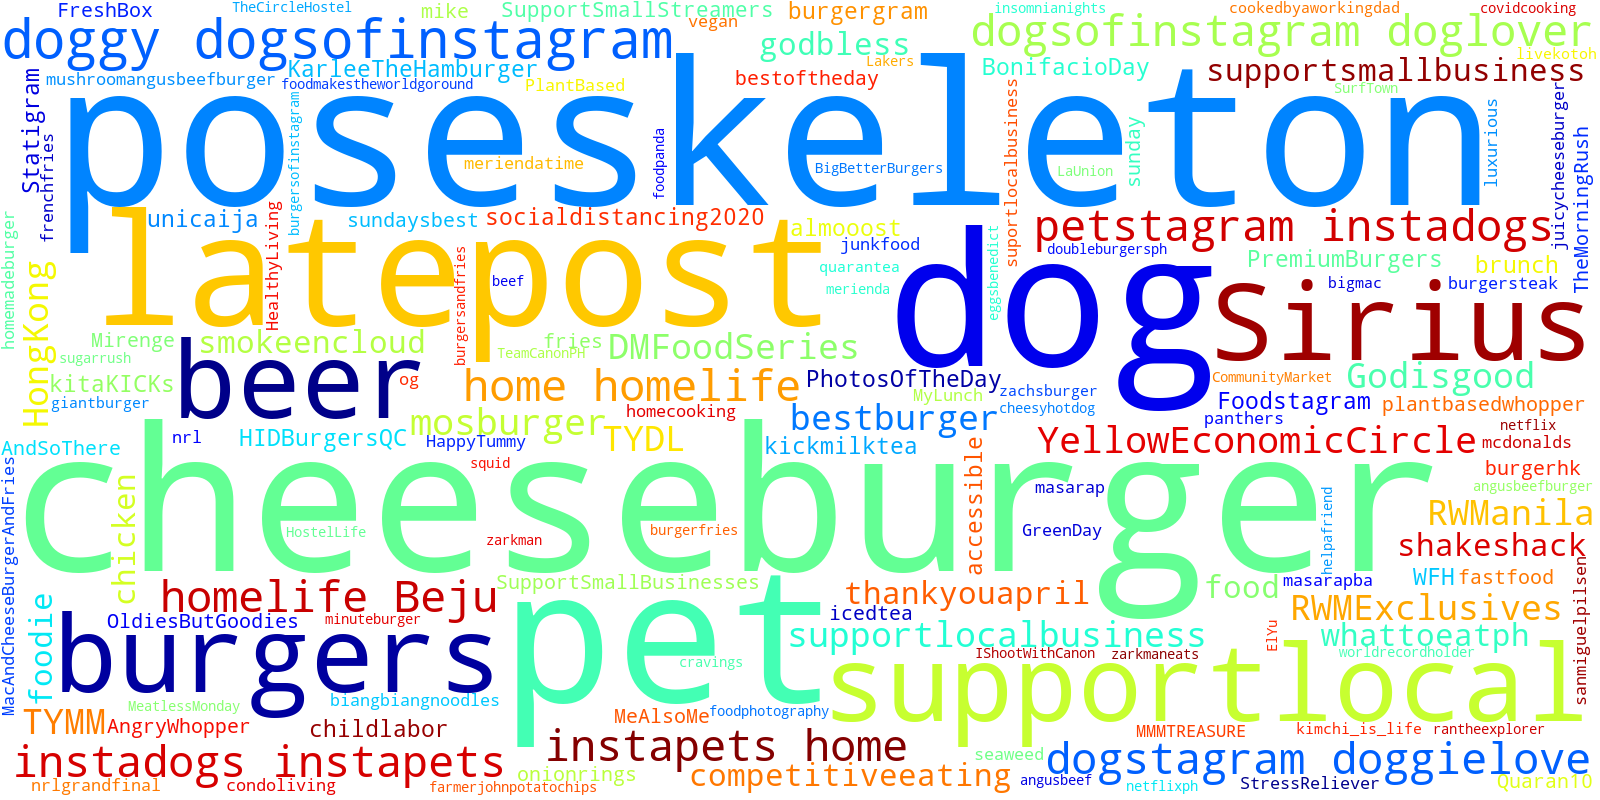 FreshBox
TheCircleHostel
mike
SupportSmallStreamers
vegan
burgergram
insomnianights
cookedbyaworkingdad
covidcooking
doggy dogsofinstagram
godbless
dogsofinstagram doglover
livekotoh
KarleeTheHamburger
Lakers
BonifacioDay
supportsmallbusiness
mushroomangusbeefburger
foodmakestheworldground
PlantBased
bestoftheday
SurfTown
Statigram
frenchfries
burgersofinstagram
poseskeleton
meriendatime
foodpanda
BigBetterBurgers
suportlocalbusiness
LaUnion
sunday
luxurious
juicycheeseburger
TheMorningRush
homemadeburger
unicaija
HealthyLiving
sundaysbest
socialdistancing2020
almooost
junkfood
petstagram instadogs
doubleburgersph
PremiumBurgers
brunch
HongKong
latepost
burgersandfries
beef
quarantea
merienda
dog
eggsbenedict
bigmac
burgersteak
Sirius
Mirenge
sugarrush
smokeencloud
fries
TeamCanonPH
DMFoodSeries
kitaKICKs
giantburger
beer
og
home homelife
PhotosOfTheDay
MyLunch
zachsburger
cheesyhotdog
CommunityMarket
Godisgood
Foodstagram
plantbasedwhopper
mosburger
homecooking
bestburger
panthers
netflix
AndSoThere
nrl
HIDBurgersQC
HappyTummy
TYDL
kickmilktea
YellowEconomicCircle
mcdonalds
squid
burgerhk
angusbeefburger
MacAndCheeseBurgerAndFries
chicken
cheeseburger
accessible
masarap
helpafriend
RWManila
HostelLife
zarkman
burgerfries
GreenDay
shakeshack
homelife Beju
SupportSmallBusinesses
thankyouapril
food
masarapba
WFH
fastfood
foodie
OldiesButGoodies
minuteburger
icedtea
RWMExclusives
sanmiguelpilsen
burgers
pet
supportlocalbusiness
ElYu
whattoeatph
cravings
IShootWithCanon
zarkmaneats
worldrecordholder
supportlocal
biangbiangnoodles
MeatlessMonday
TYMM
AngryWhopper
childlabor
MeAlsoMe
foodphotography
MMMTREASURE
kimchi_is_life
rantheexplorer
instadogs instapets
instapets home
seaweed
dogstagram doggielove
nrlgrandfinal
condoliving
farmerjohnpotatochips
onionrings
competitiveeating
angusbeef
netflixph
StressReliever
Quaran10